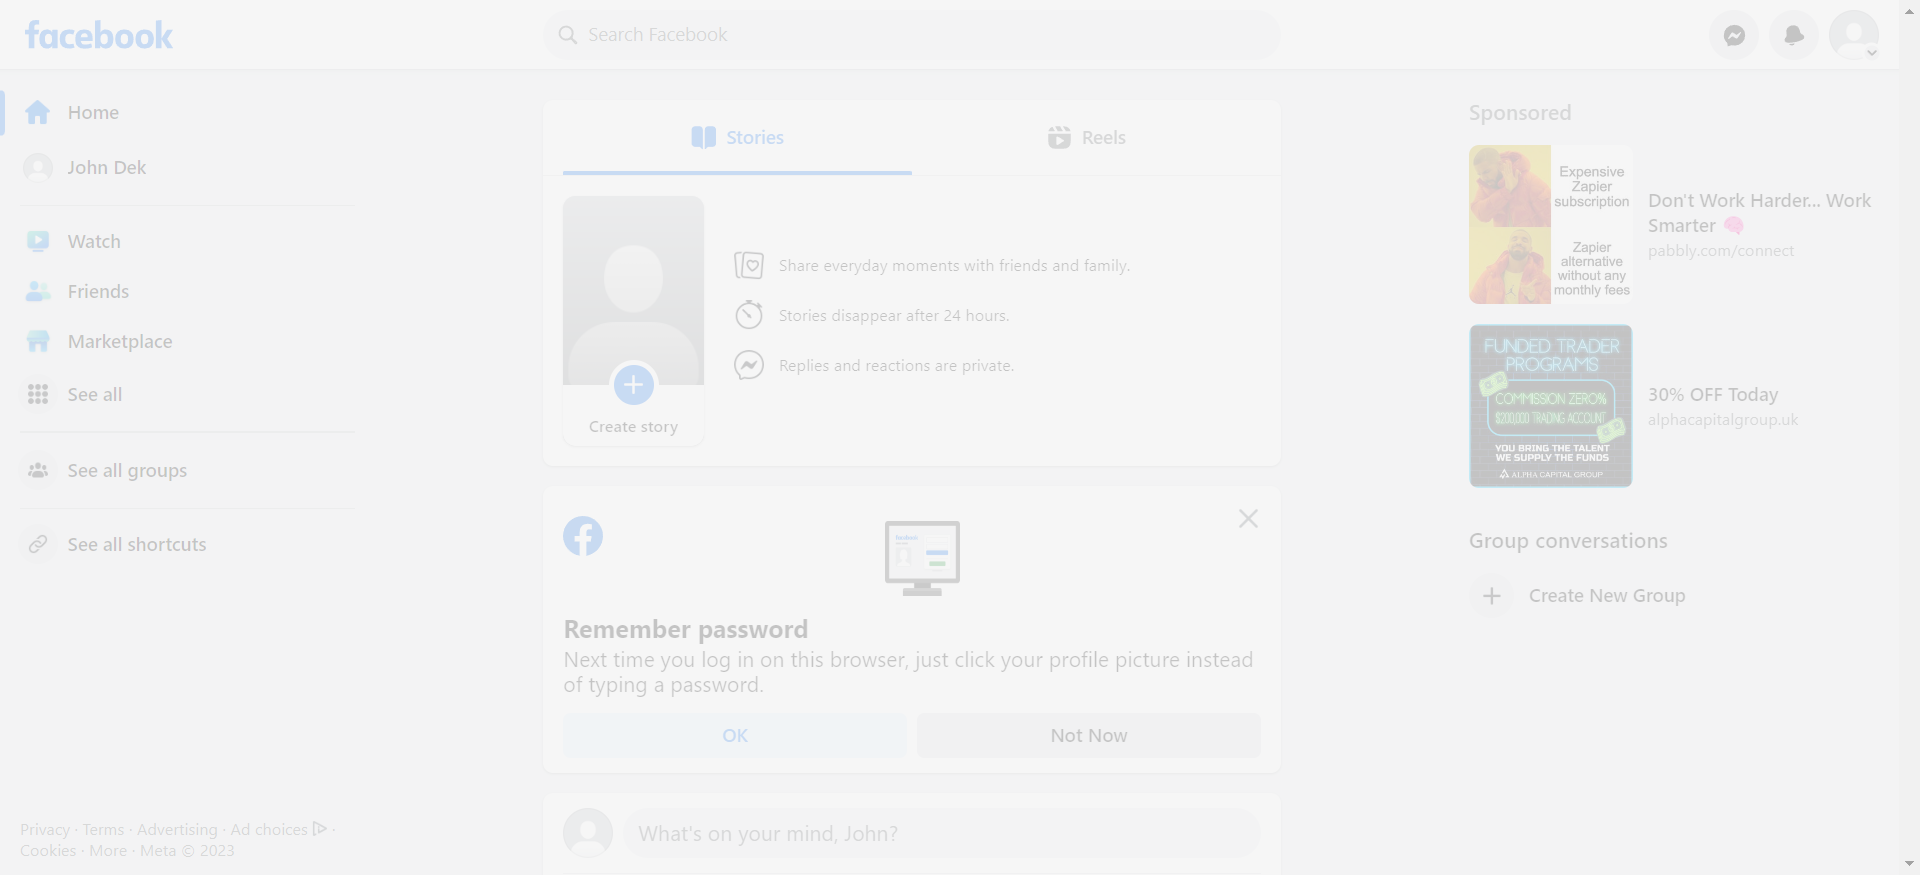 facebook
Search Facebook
Home
John Dek
Watch
Friends
Marketplace
See all
See all groups
See all shortcuts
Privacy · Terms · Advertising · Ad choices ·
Cookies · More · Meta © 2023
Stories
Reels
Create story
Share everyday moments with friends and family.
Stories disappear after 24 hours.
Replies and reactions are private.
facebook
Remember password
Next time you log in on this browser, just click your profile picture instead
of typing a password.
OK
Not Now
What's on your mind, John?
Sponsored
Expensive
Zapier
subscription
Zapier
alternative
without any
monthly fees
Don't Work Harder... Work
Smarter 🧠
pabbly.com/connect
FUNDED TRADER
PROGRAMS
COMMISSION ZERO%
$200,000 TRADING ACCOUNT
YOU BRING THE TALENT
WE SUPPLY THE FUNDS
ALPHA CAPITAL GROUP
30% OFF Today
alphacapitalgroup.uk
Group conversations
Create New Group